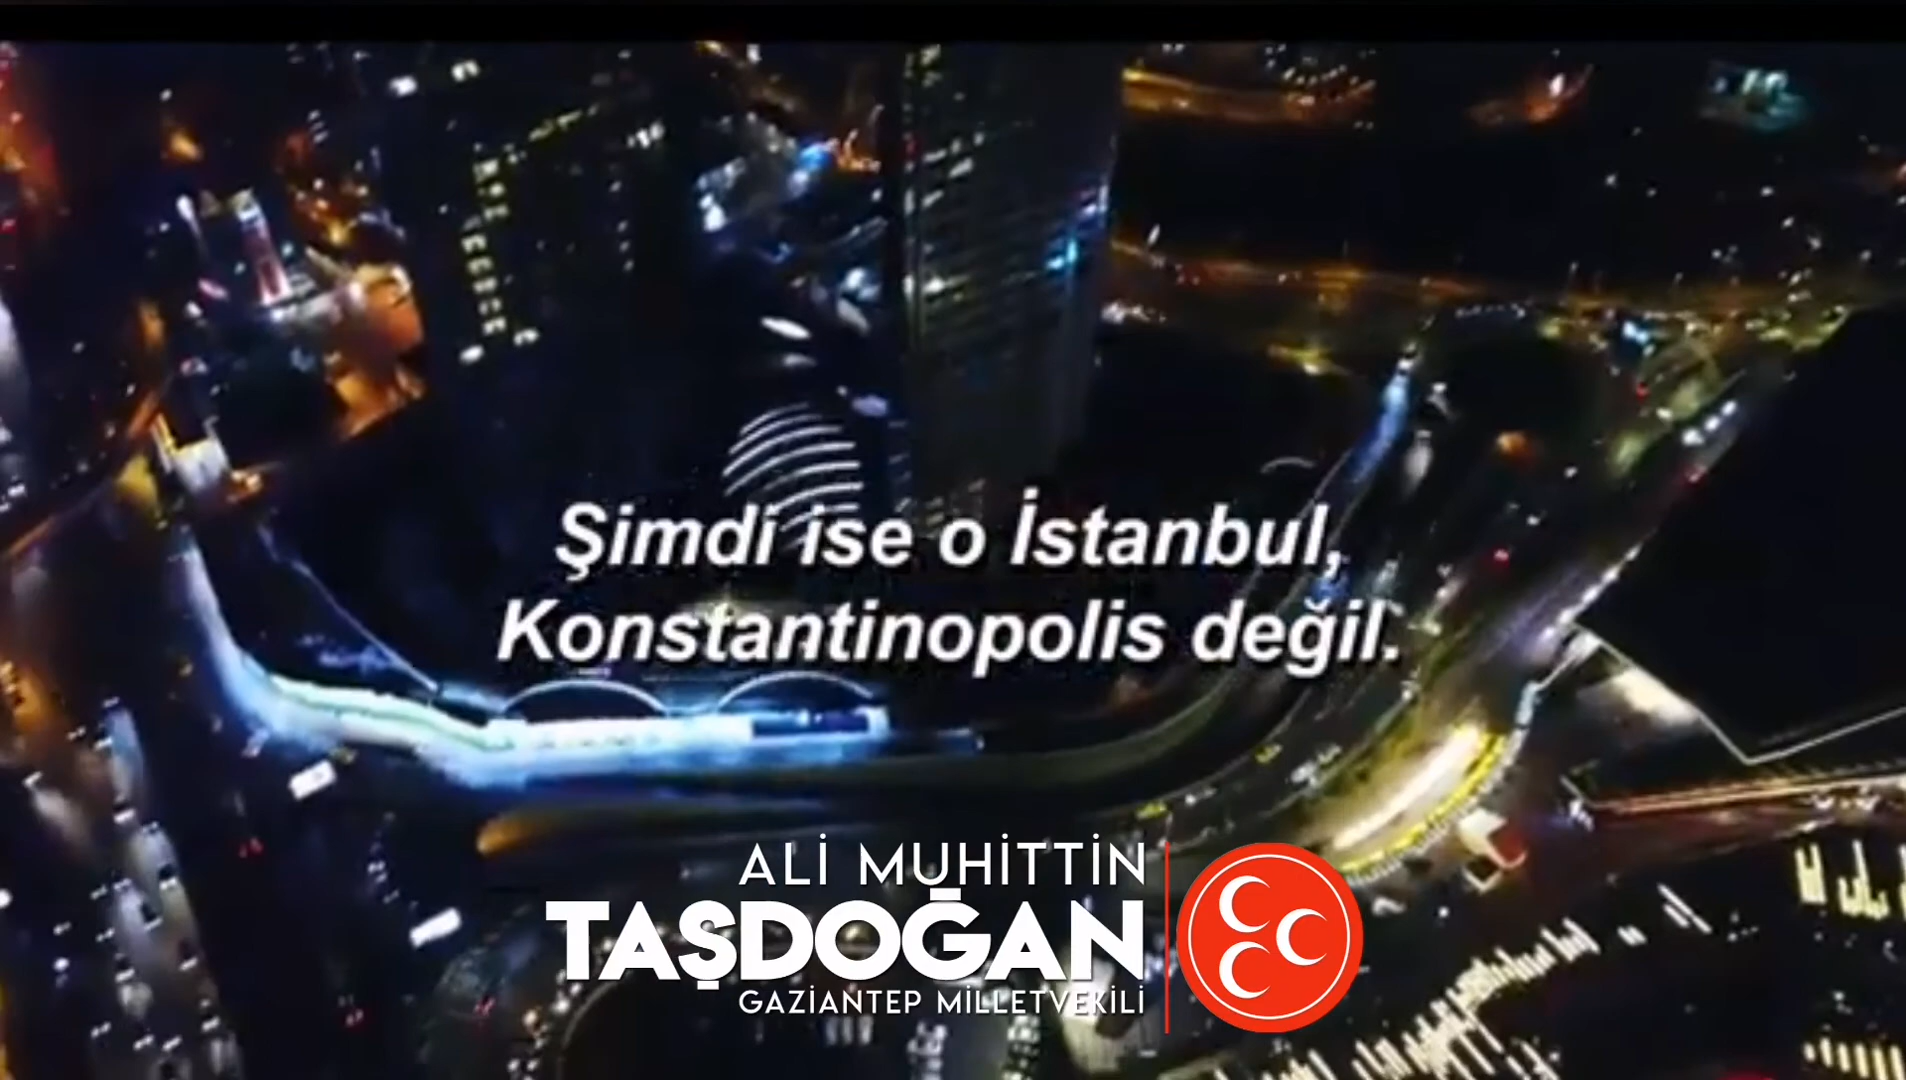 Şimdi ise o İstanbul,
Konstantinopolis değil.
ALİ MUHİTTİN
TAŞDOĞAN
GAZİANTEP MİLLETVEKİLİ